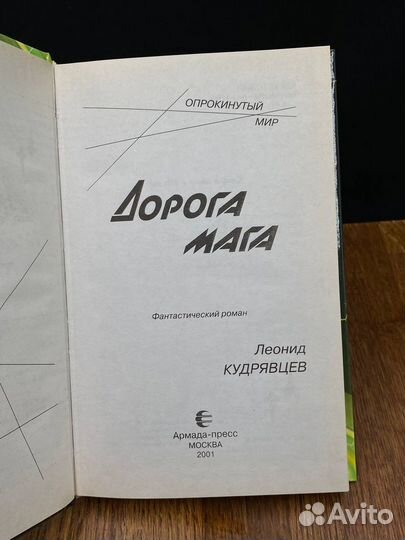 ОПРОКИНУТЫЙ
МИР
ДОРОГА
МАГА
Фантастический роман
Леонид
КУДРЯВЦЕВ
Армада-пресс
МОСКВА
2001
Avito